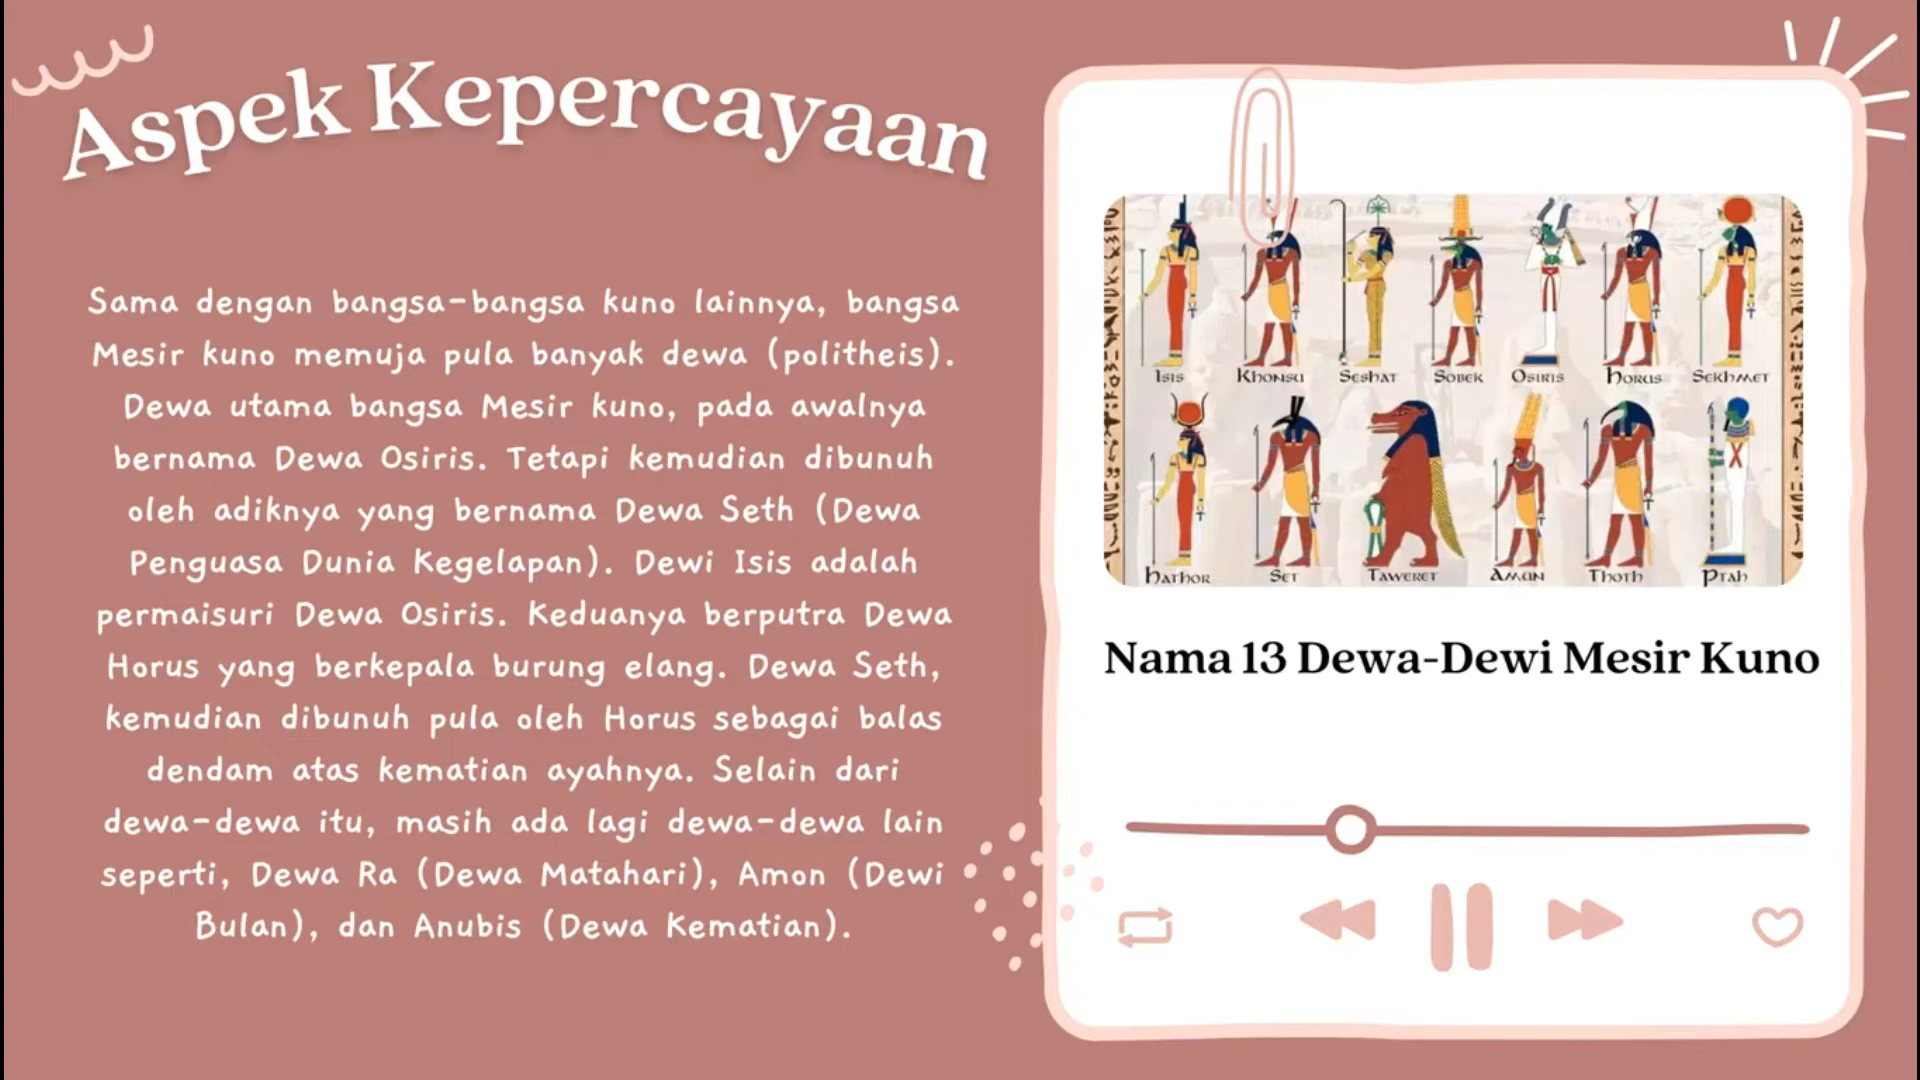 Aspek Kepercayaan
Sama dengan bangsa-bangsa kuno lainnya, bangsa
Mesir kuno memuja pula banyak dewa (politheis).
Dewa utama bangsa Mesir kuno, pada awalnya
bernama Dewa Osiris. Tetapi kemudian dibunuh
oleh adiknya yang bernama Dewa Seth (Dewa
Penguasa Dunia Kegelapan). Dewi Isis adalah
permaisuri Dewa Osiris. Keduanya berputra Dewa
Horus yang berkepala burung elang. Dewa Seth,
kemudian dibunuh pula oleh Horus sebagai balas
dendam atas kematian ayahnya. Selain dari
dewa-dewa itu, masih ada lagi dewa-dewa lain
seperti, Dewa Ra (Dewa Matahari), Amon (Dewi
Bulan), dan Anubis (Dewa Kematian).
Isis Khonsu Seshat Sobek Osiris Horus Sekhmet
Hathor Set Taweret Amun Thoth Ptah
Nama 13 Dewa-Dewi Mesir Kuno